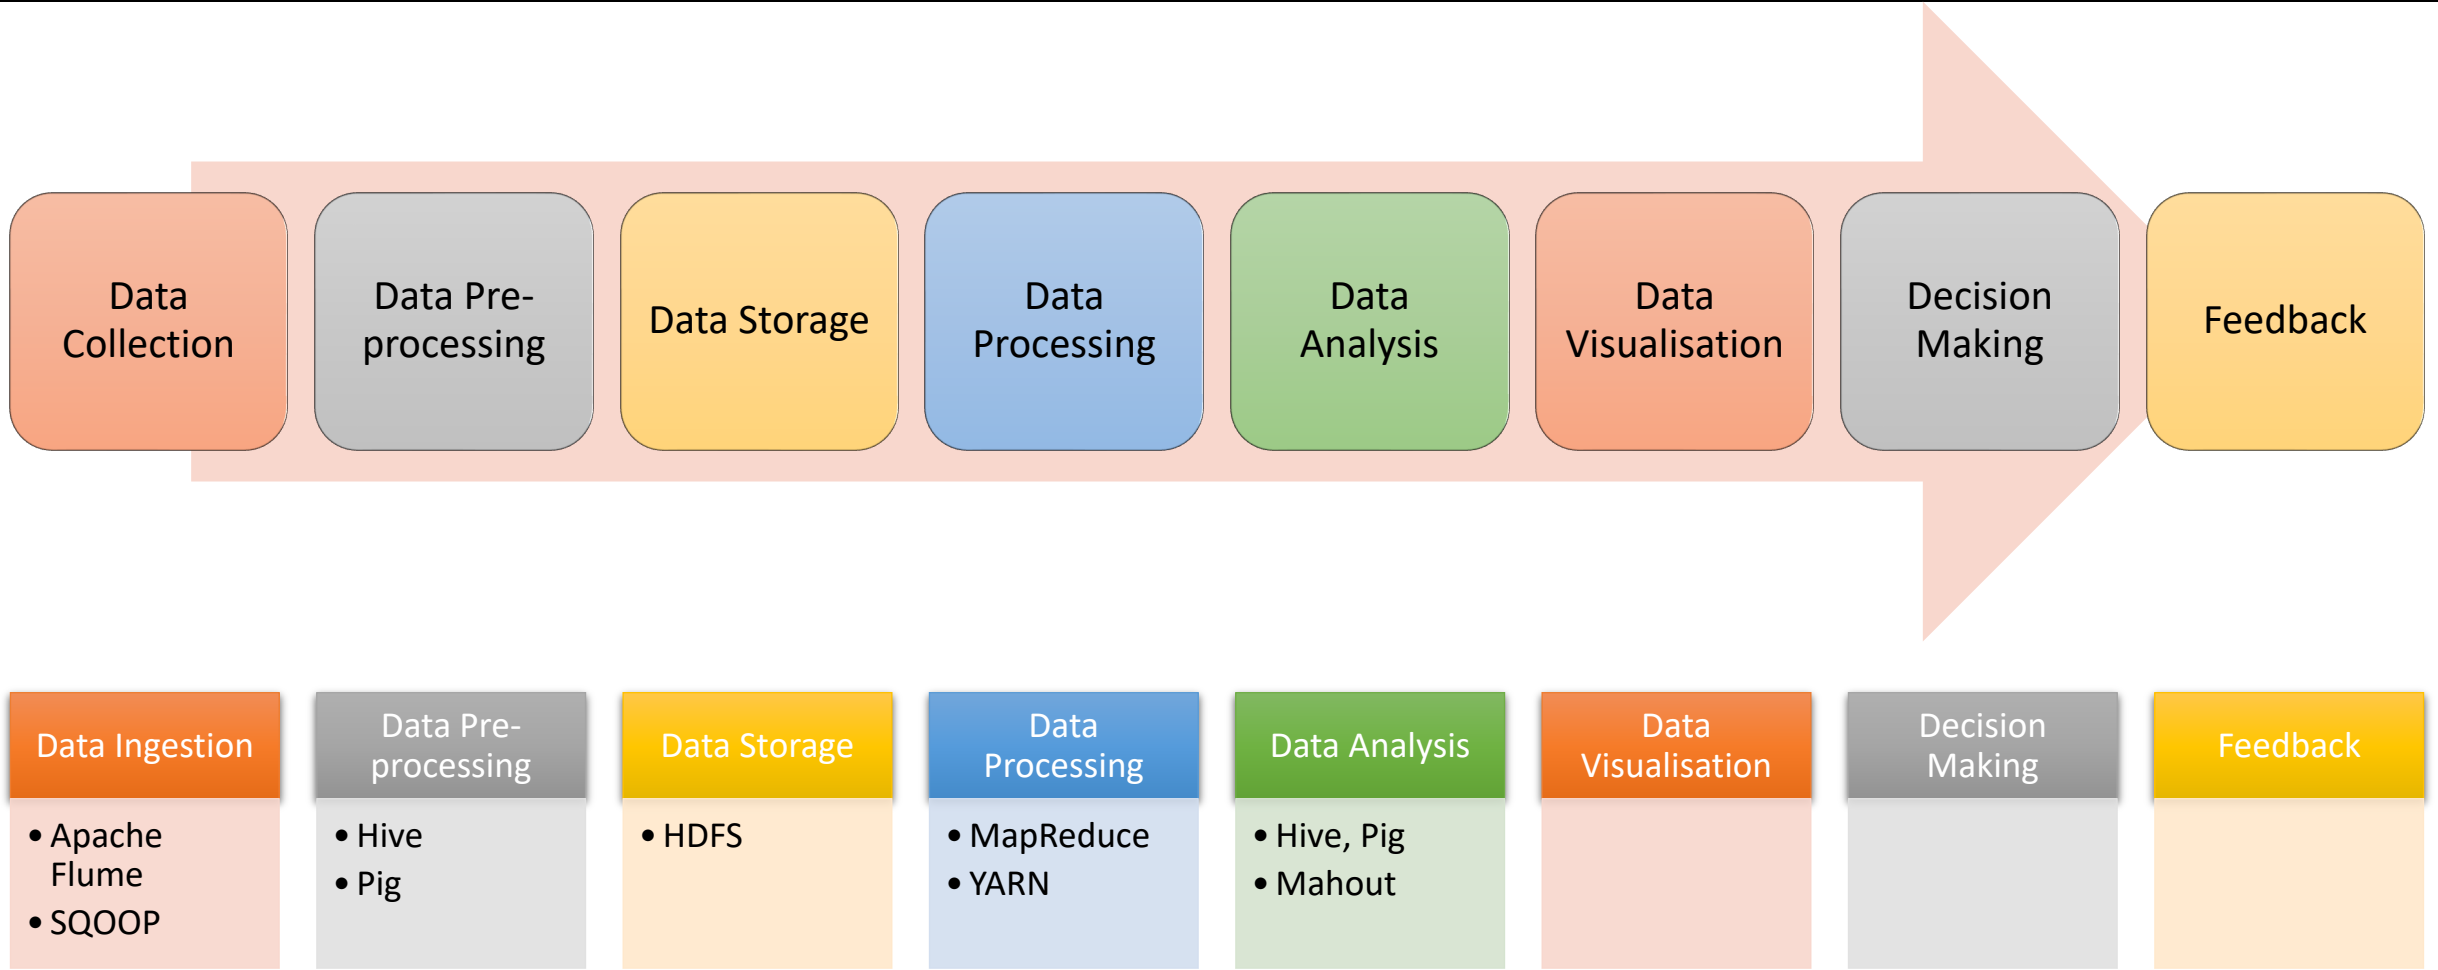 Data
Collection
Data Pre-
processing
Data Storage
Data
Processing
Data
Analysis
Data
Visualisation
Decision
Making
Feedback
Data Ingestion
• Apache
Flume
• SQOOP
Data Pre-
processing
• Hive
• Pig
Data Storage
• HDFS
Data
Processing
• MapReduce
• YARN
Data Analysis
• Hive, Pig
• Mahout
Data
Visualisation
Decision
Making
Feedback